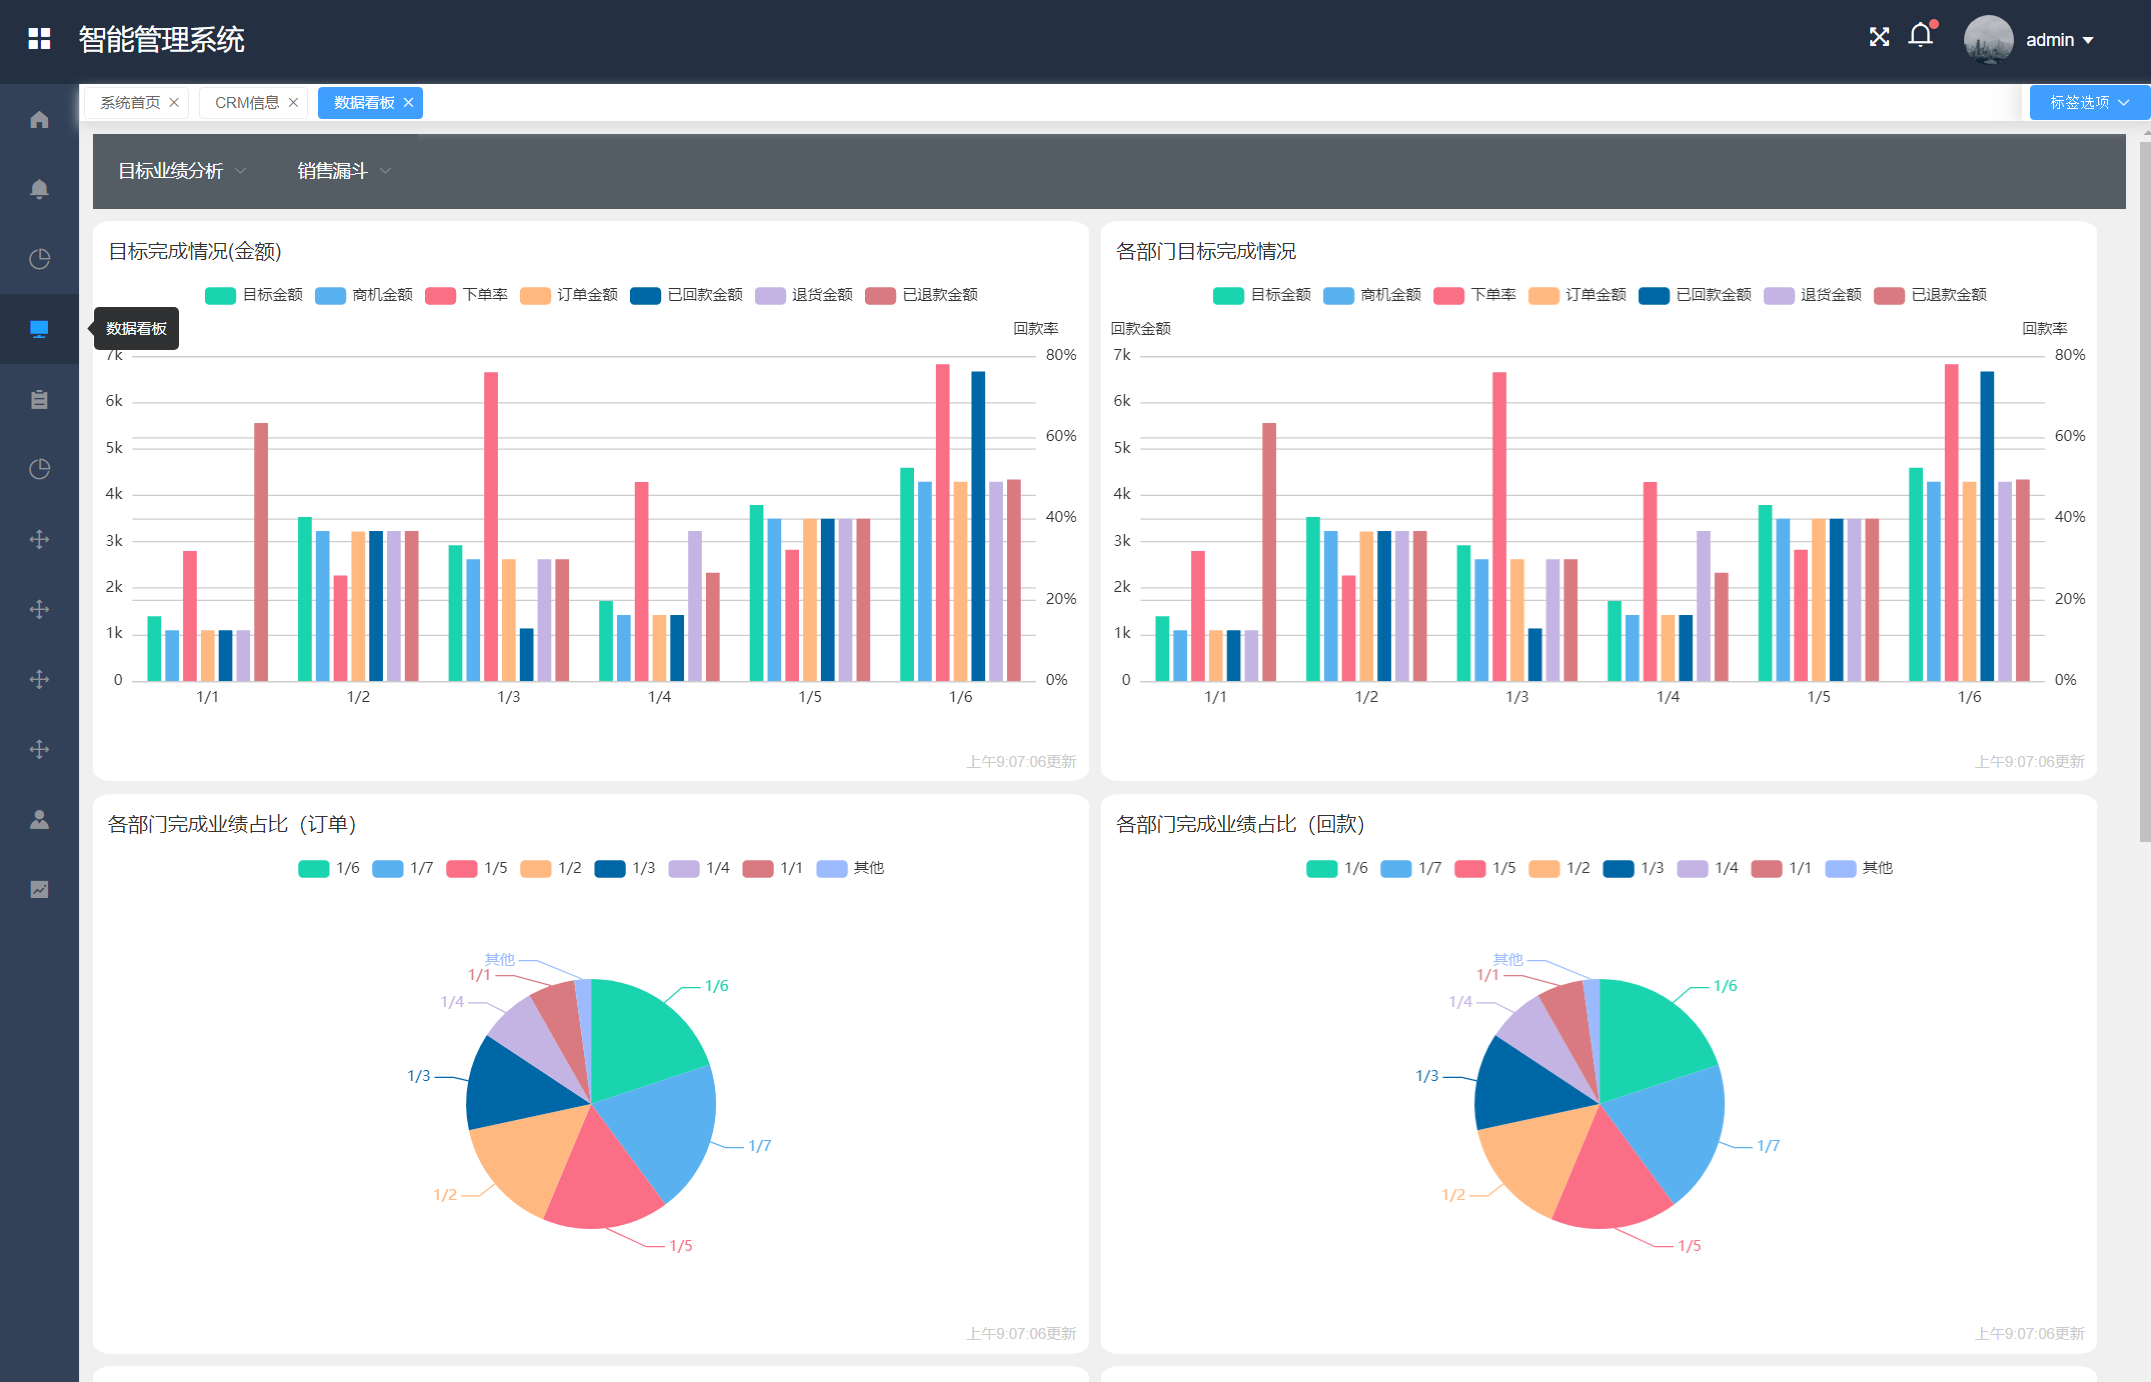 智能管理系统
admin
系统首页
CRM信息
数据看板
标签选项
目标业绩分析
销售漏斗
数据看板
目标完成情况(金额)
目标金额 商机金额 下单率 订单金额 已回款金额 退货金额 已退款金额
回款率
7k 80%
6k
60%
5k
4k
40%
3k
2k
20%
1k
0 0%
1/1 1/2 1/3 1/4 1/5 1/6
上午9:07:06更新
各部门目标完成情况
目标金额 商机金额 下单率 订单金额 已回款金额 退货金额 已退款金额
回款金额 回款率
7k 80%
6k
60%
5k
4k
40%
3k
2k
20%
1k
0 0%
1/1 1/2 1/3 1/4 1/5 1/6
上午9:07:06更新
各部门完成业绩占比（订单）
1/6 1/7 1/5 1/2 1/3 1/4 1/1 其他
其他
1/1
1/6
1/4
1/3
1/7
1/2
1/5
上午9:07:06更新
各部门完成业绩占比（回款）
1/6 1/7 1/5 1/2 1/3 1/4 1/1 其他
其他
1/1
1/6
1/4
1/3
1/7
1/2
1/5
上午9:07:06更新